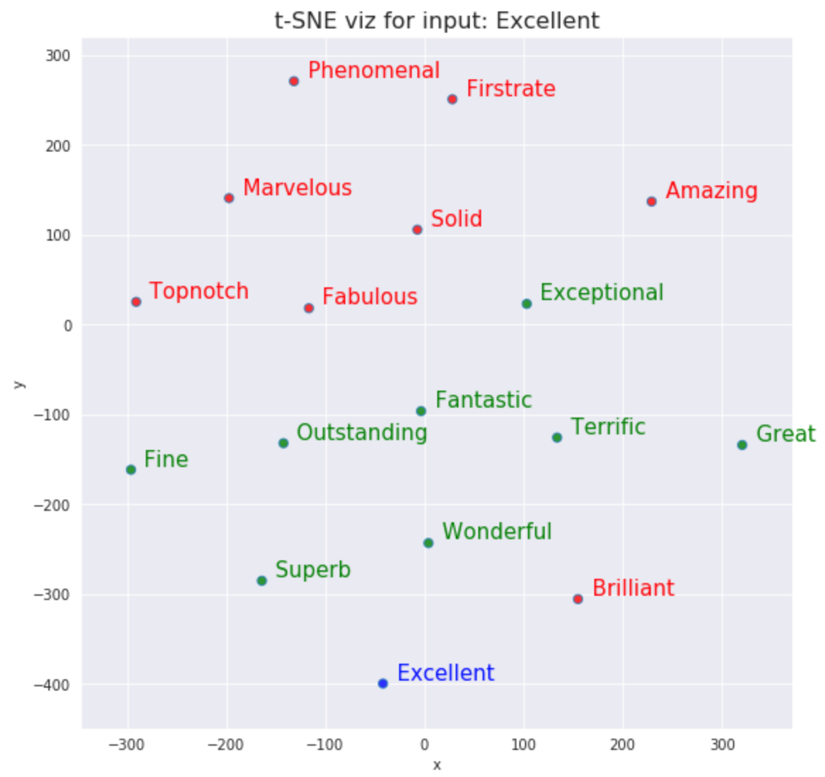 t-SNE viz for input: Excellent
300
Phenomenal
Firstrate
200
Marvelous
Amazing
Solid
100
Topnotch
Fabulous
Exceptional
0
y
Fantastic
−100
Outstanding
Terrific
Great
Fine
−200
Wonderful
Superb
−300
Brilliant
Excellent
−400
−300 −200 −100 0 100 200 300
x